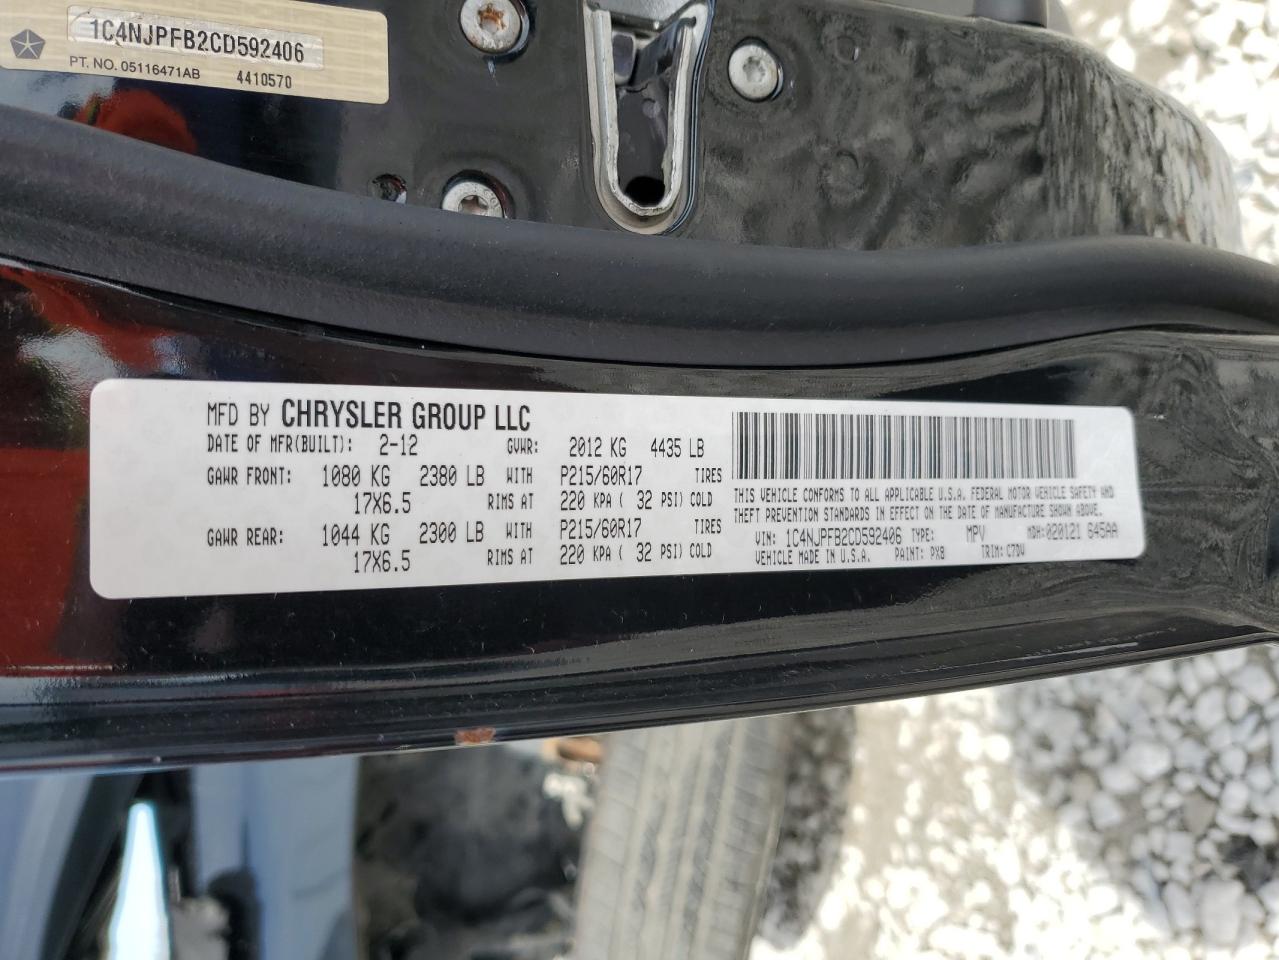 1C4NJPFB2CD592406
PT. NO. 05116471AB 4410570
MFD BY CHRYSLER GROUP LLC
DATE OF MFR(BUILT): 2-12 GVWR: 2012 KG 4435 LB
GAWR FRONT: 1080 KG 2380 LB WITH P215/60R17 TIRES
17X6.5 RIMS AT 220 KPA ( 32 PSI) COLD
GAWR REAR: 1044 KG 2300 LB WITH P215/60R17 TIRES
17X6.5 RIMS AT 220 KPA ( 32 PSI) COLD
THIS VEHICLE CONFORMS TO ALL APPLICABLE U.S.A. FEDERAL MOTOR VEHICLE SAFETY AND
THEFT PREVENTION STANDARDS IN EFFECT ON THE DATE OF MANUFACTURE SHOWN ABOVE.
VIN: 1C4NJPFB2CD592406 TYPE: MPV MDH: 020121 645AA
VEHICLE MADE IN U.S.A. PAINT: PX8 TRIM: C7DV